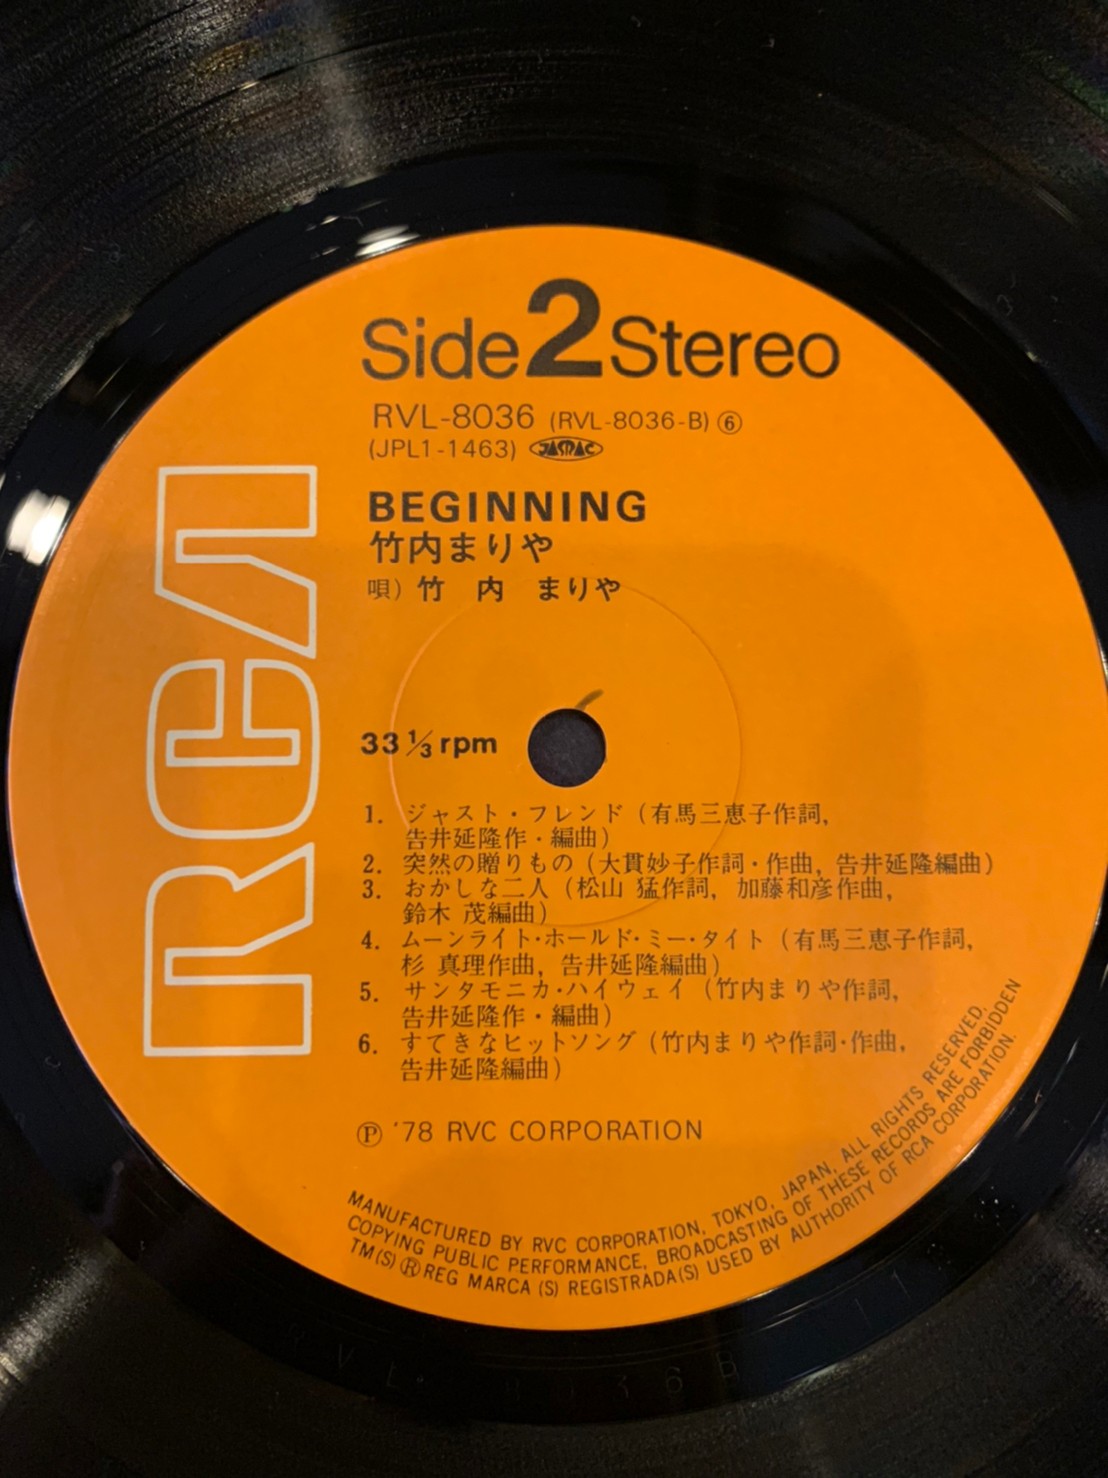 Side 2 Stereo
RVL-8036 (RVL-8036-B) ⑥
(JPL1-1463) JASRAC
BEGINNING
竹内まりや
唄) 竹 内 まりや
RCA
33 1/3 rpm
1. ジャスト・フレンド (有馬三恵子作詞,
告井延隆作・編曲)
2. 突然の贈りもの (大貫妙子作詞・作曲, 告井延隆編曲)
3. おかしな二人 (松山 猛作詞, 加藤和彦作曲,
鈴木 茂編曲)
4. ムーンライト・ホールド・ミー・タイト (有馬三恵子作詞,
杉 真理作曲, 告井延隆編曲)
5. サンタモニカ・ハイウェイ (竹内まりや作詞,
告井延隆作・編曲)
6. すてきなヒットソング (竹内まりや作詞・作曲,
告井延隆編曲)
Ⓟ '78 RVC CORPORATION
MANUFACTURED BY RVC CORPORATION, TOKYO, JAPAN, ALL RIGHTS RESERVED,
COPYING PUBLIC PERFORMANCE, BROADCASTING OF THESE RECORDS ARE FORBIDDEN
TM(S) ® REG MARCA (S) REGISTRADA(S) USED BY AUTHORITY OF RCA CORPORATION.